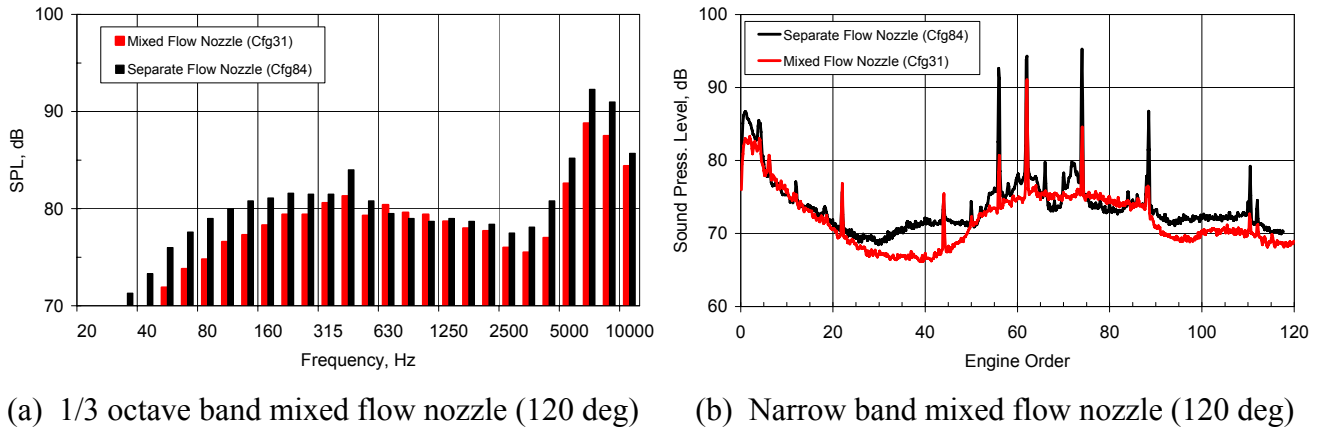 100
90
80
70
SPL, dB
Mixed Flow Nozzle (Cfg31)
Separate Flow Nozzle (Cfg84)
20 40 80 160 315 630 1250 2500 5000 10000
Frequency, Hz
(a) 1/3 octave band mixed flow nozzle (120 deg)
100
90
80
70
60
Sound Press. Level, dB
Separate Flow Nozzle (Cfg84)
Mixed Flow Nozzle (Cfg31)
0 20 40 60 80 100 120
Engine Order
(b) Narrow band mixed flow nozzle (120 deg)